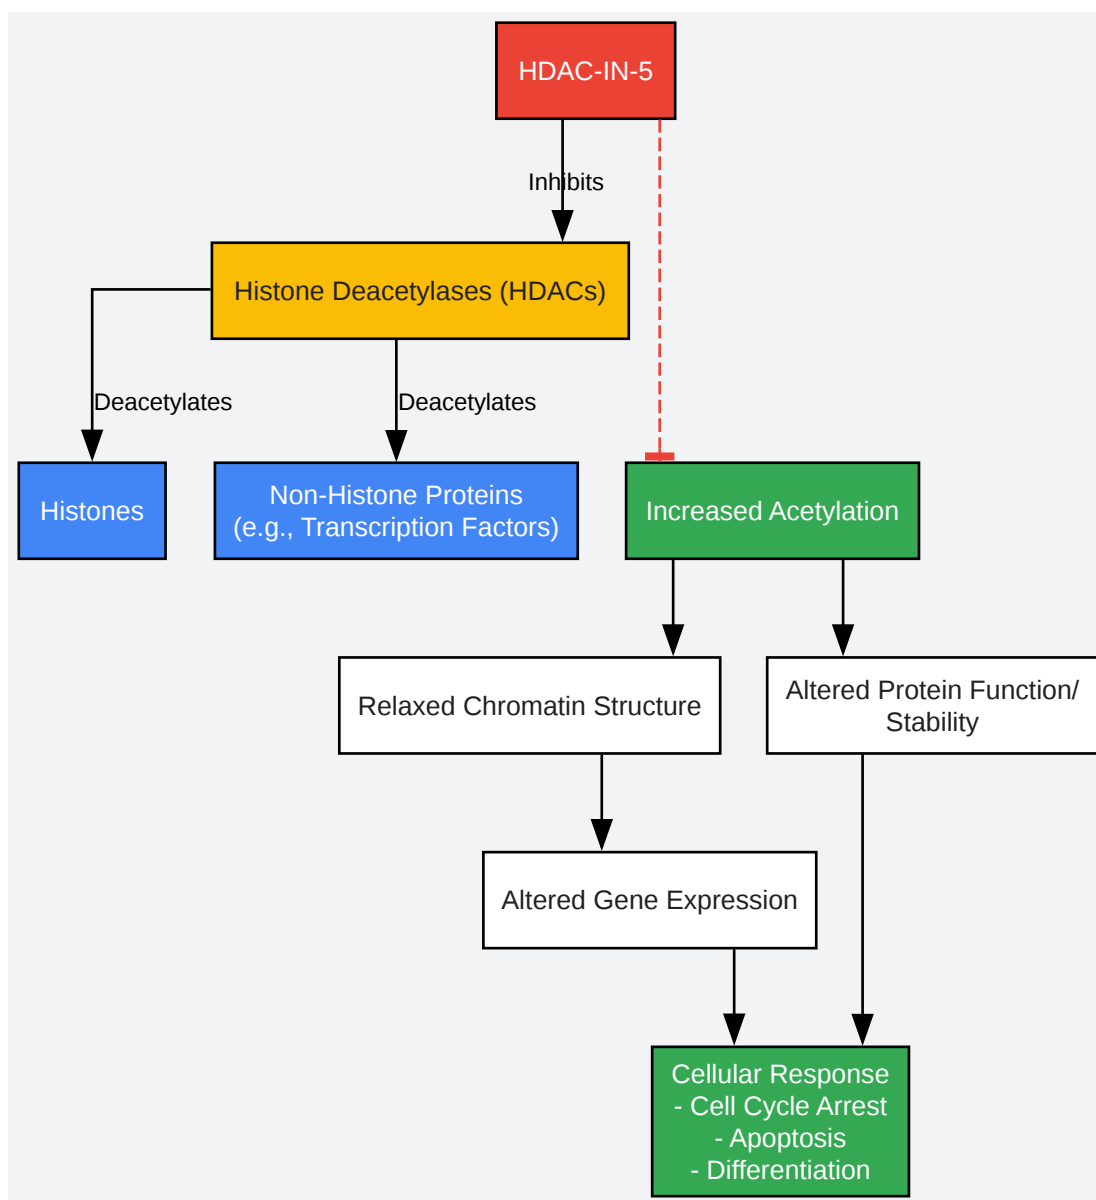 HDAC-IN-5
Inhibits
Histone Deacetylases (HDACs)
Deacetylates
Deacetylates
Histones
Non-Histone Proteins
(e.g., Transcription Factors)
Increased Acetylation
Relaxed Chromatin Structure
Altered Protein Function/
Stability
Altered Gene Expression
Cellular Response
- Cell Cycle Arrest
- Apoptosis
- Differentiation